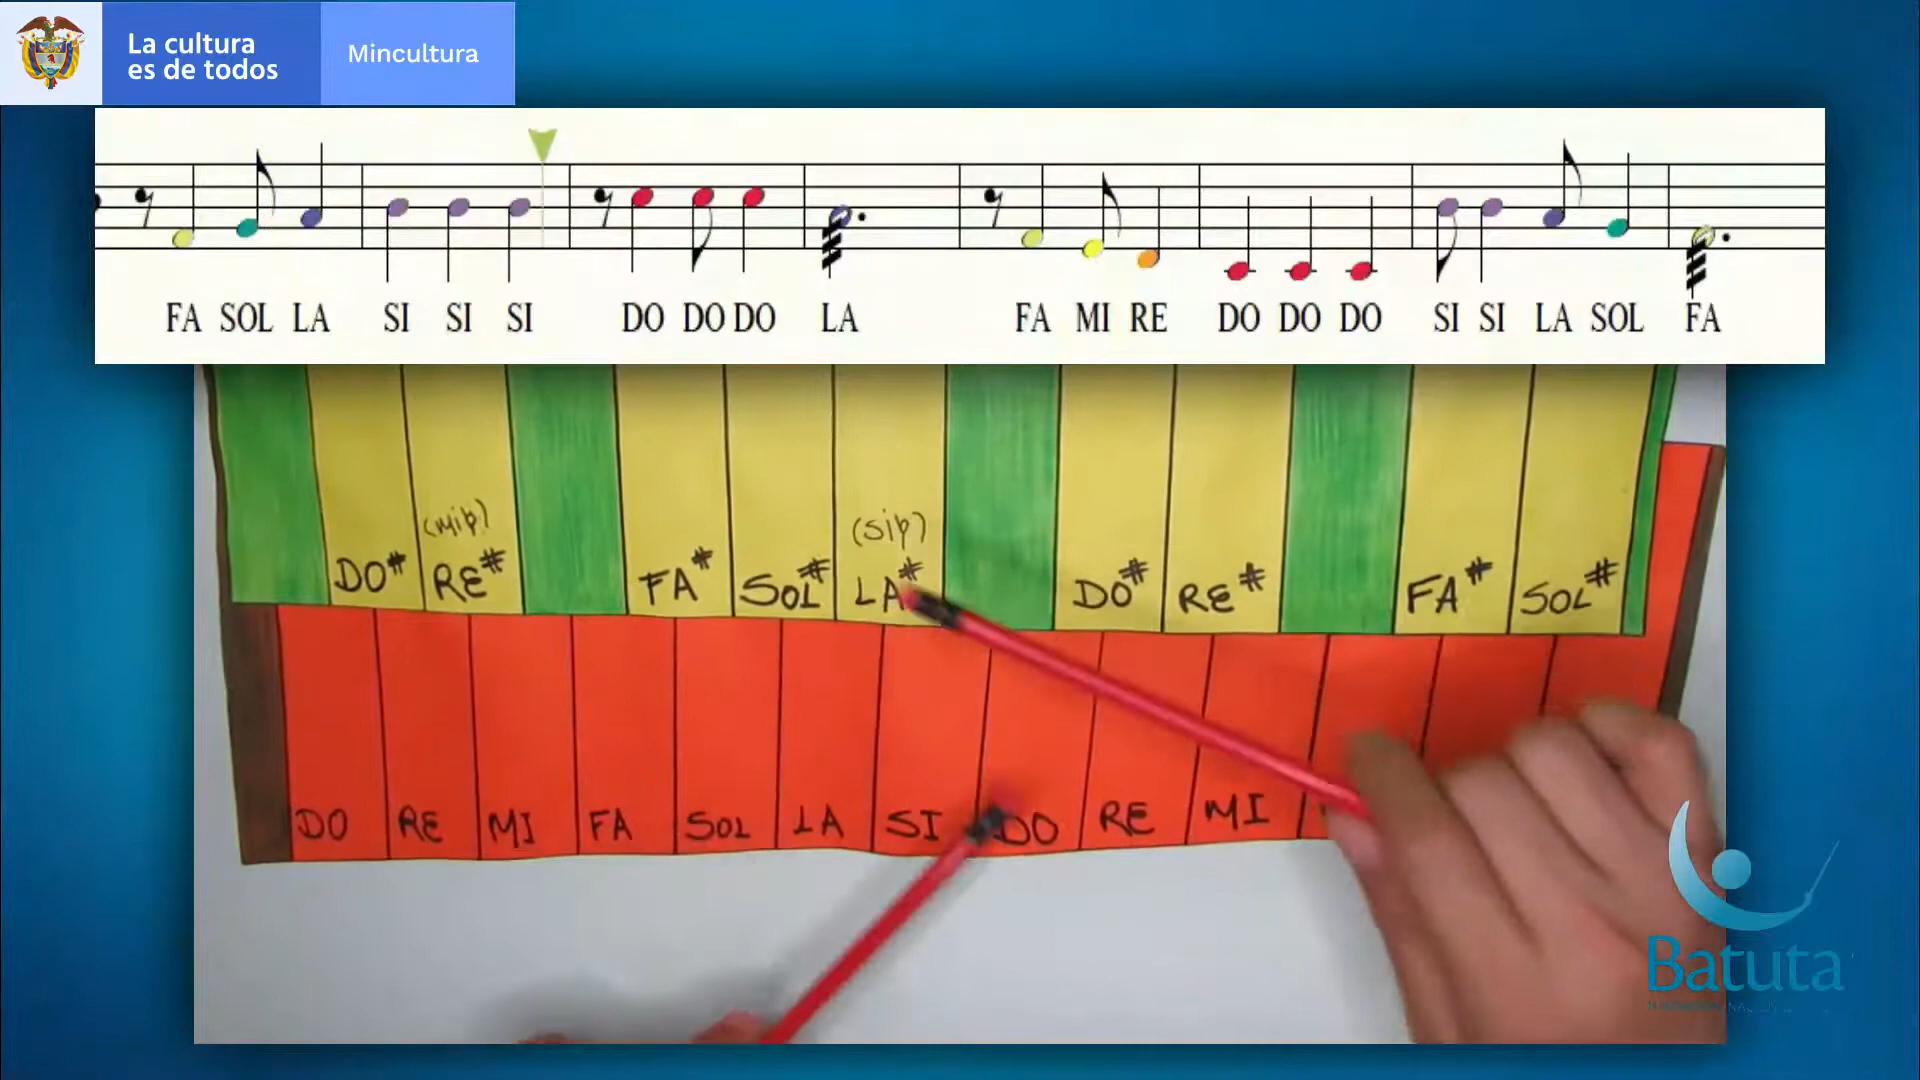 La cultura
es de todos
Mincultura
FA SOL LA SI SI SI DO DO DO LA FA MI RE DO DO DO SI SI LA SOL FA
(mib) (sib)
DO# RE# FA# SOL# LA# DO# RE# FA# SOL#
DO RE MI FA SOL LA SI DO RE MI
Batuta